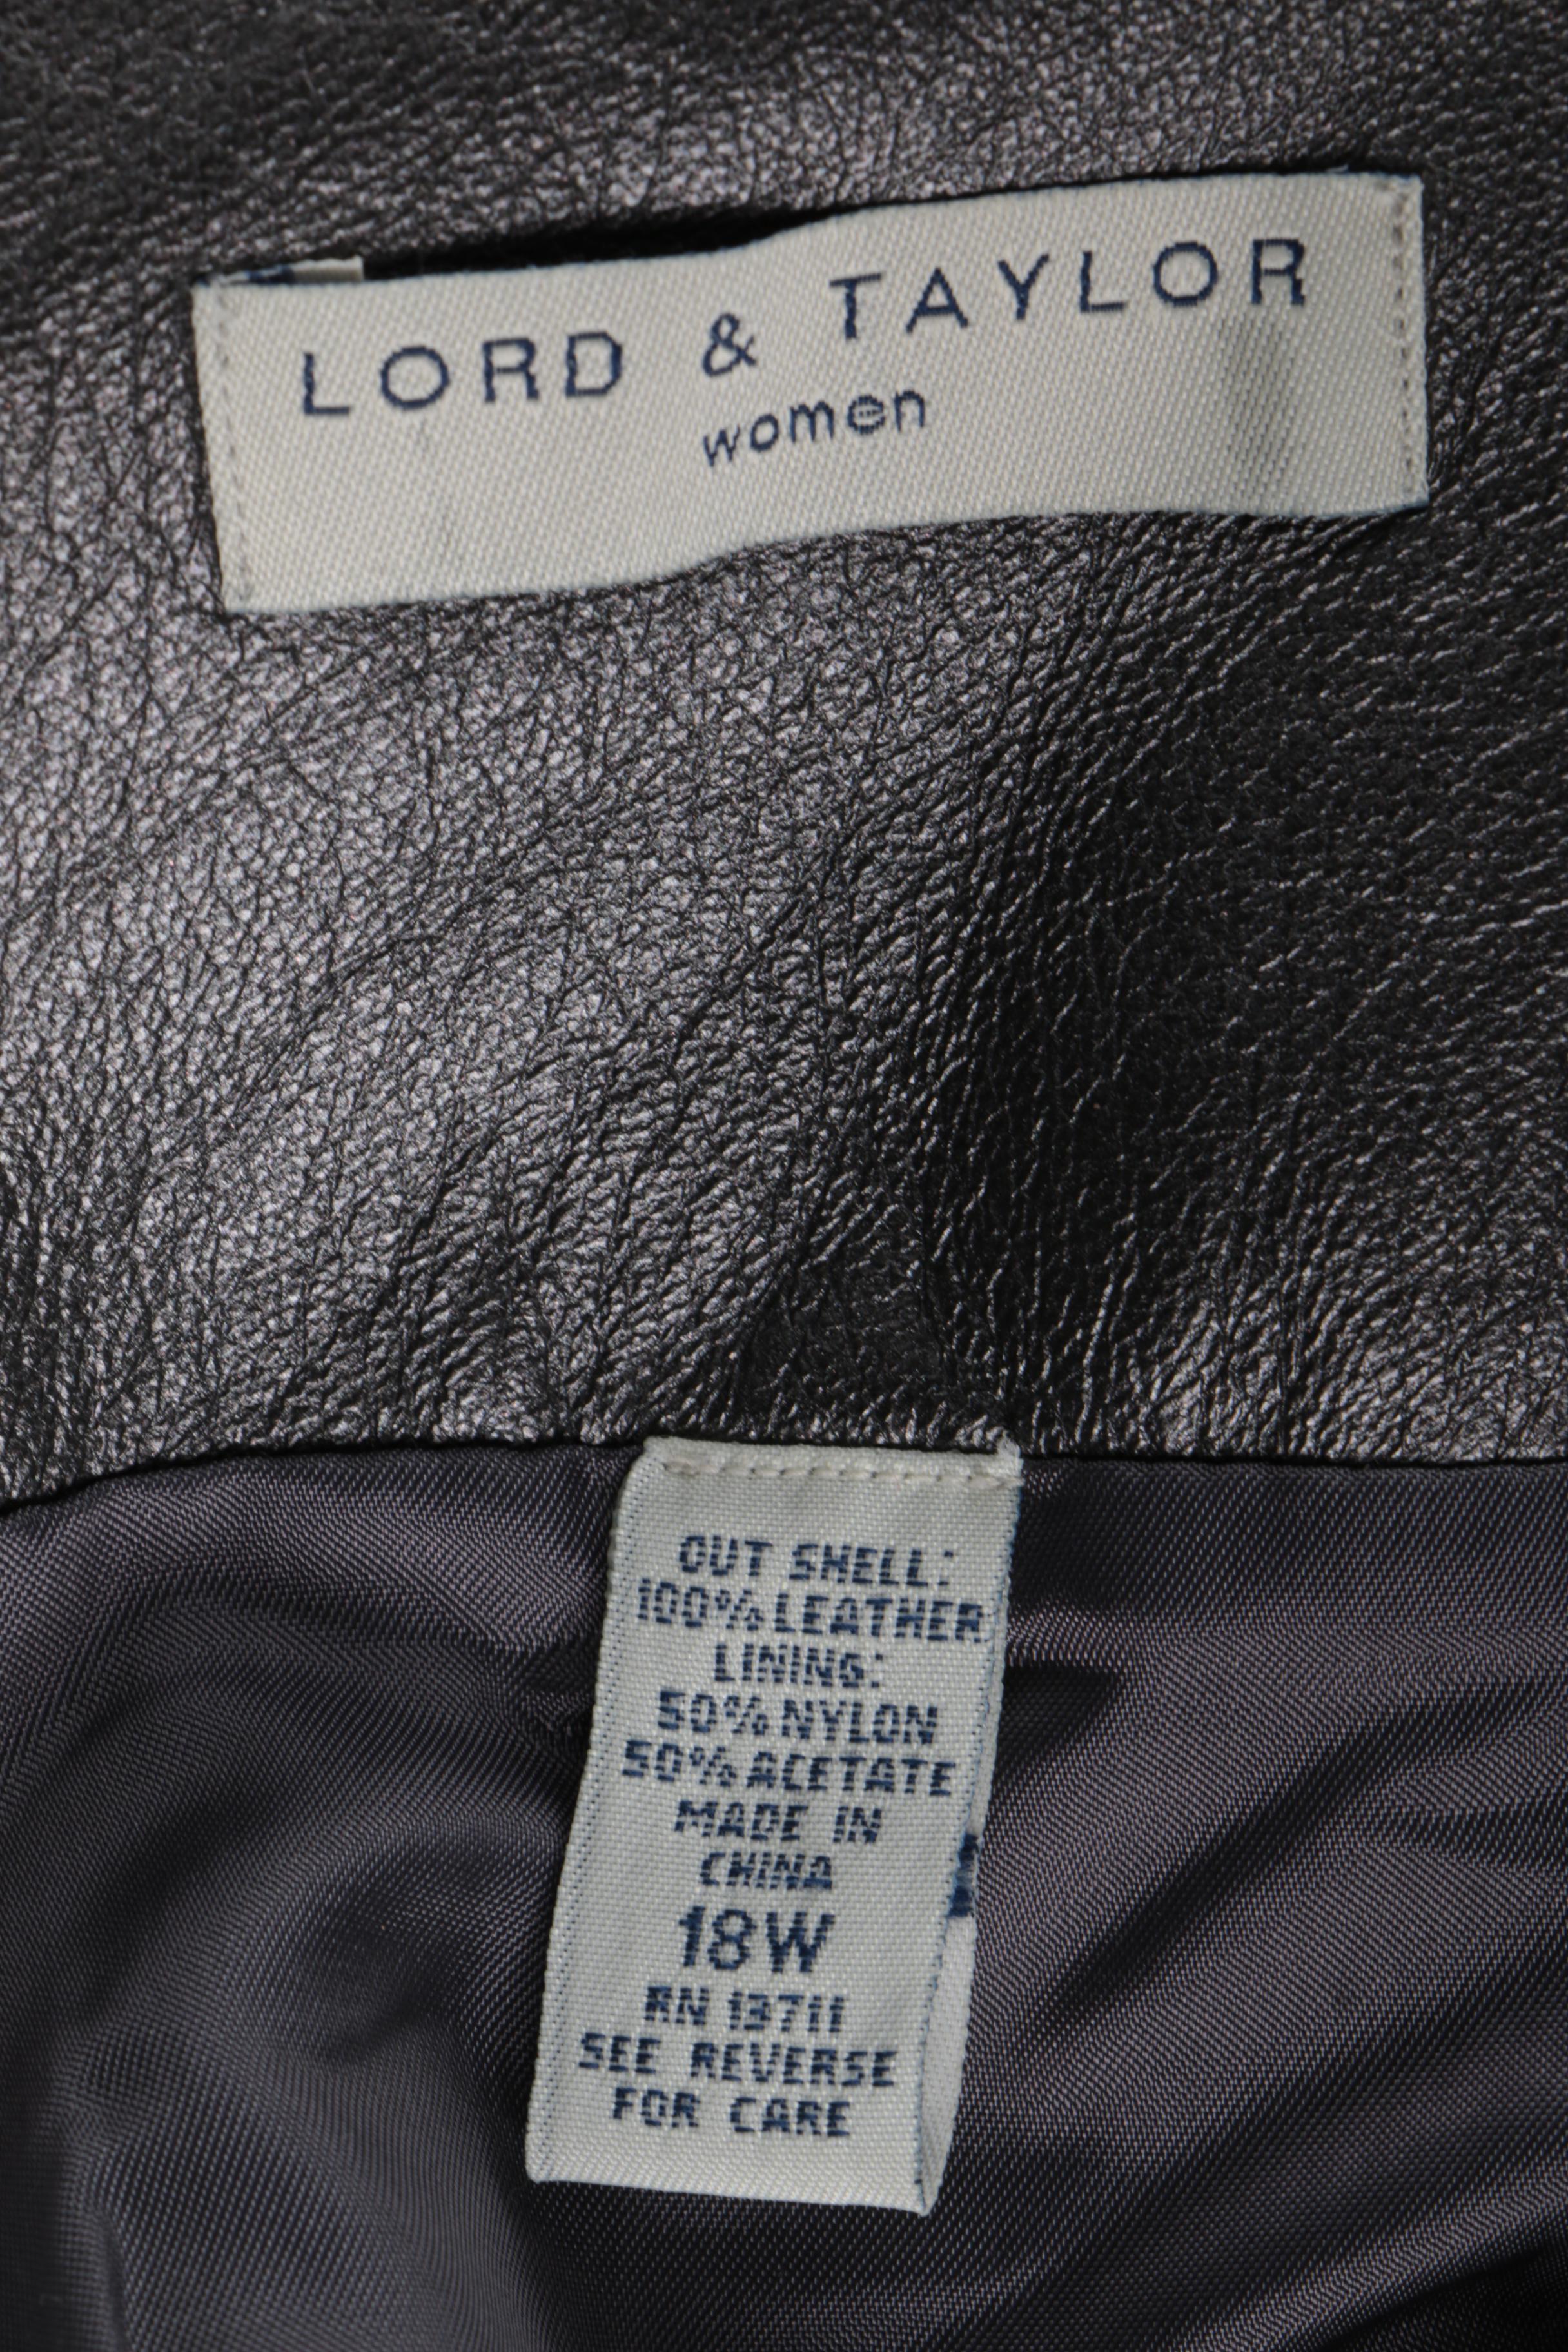 LORD & TAYLOR
women
OUT SHELL:
100% LEATHER
LINING:
50% NYLON
50% ACETATE
MADE IN
CHINA
18W
RN 13711
SEE REVERSE
FOR CARE